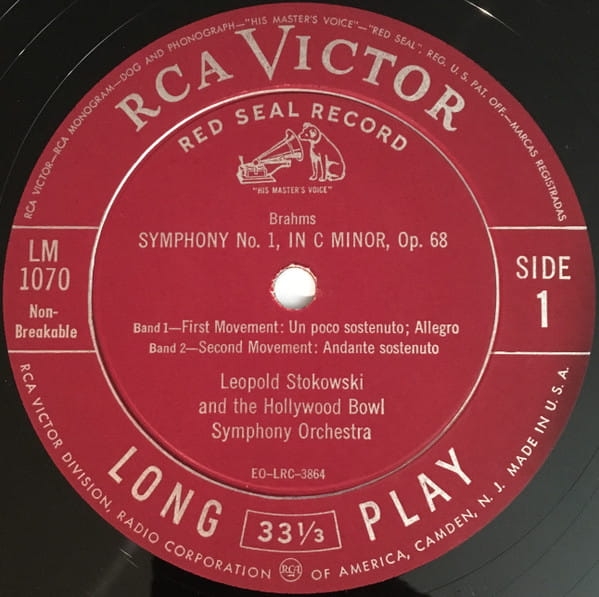 RCA VICTOR—RCA MONOGRAM—DOG AND PHONOGRAPH—"HIS MASTER'S VOICE"—"RED SEAL", REG. U.S. PAT. OFF.—MARCAS REGISTRADAS
RCA VICTOR
RED SEAL RECORD
"HIS MASTER'S VOICE"
Brahms
SYMPHONY No. 1, IN C MINOR, Op. 68
LM
1070
Non-
Breakable
SIDE
1
Band 1—First Movement: Un poco sostenuto; Allegro
Band 2—Second Movement: Andante sostenuto
Leopold Stokowski
and the Hollywood Bowl
Symphony Orchestra
EO-LRC-3864
LONG 33 1/3 PLAY
RCA VICTOR DIVISION, RADIO CORPORATION RCA OF AMERICA, CAMDEN, N. J. MADE IN U.S.A.